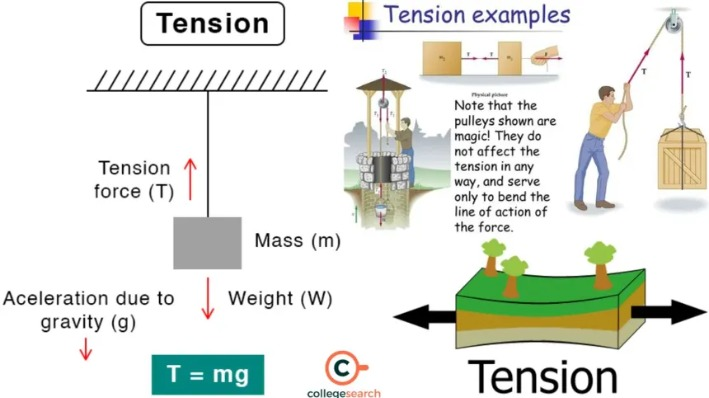 Tension
Tension
force (T)
Mass (m)
Aceleration due to
gravity (g)
Weight (W)
T = mg
collegesearch
Tension examples
T
T
Physical picture
Note that the
pulleys shown are
magic! They do
not affect the
tension in any
way, and serve
only to bend the
line of action of
the force.
T
T
Tension